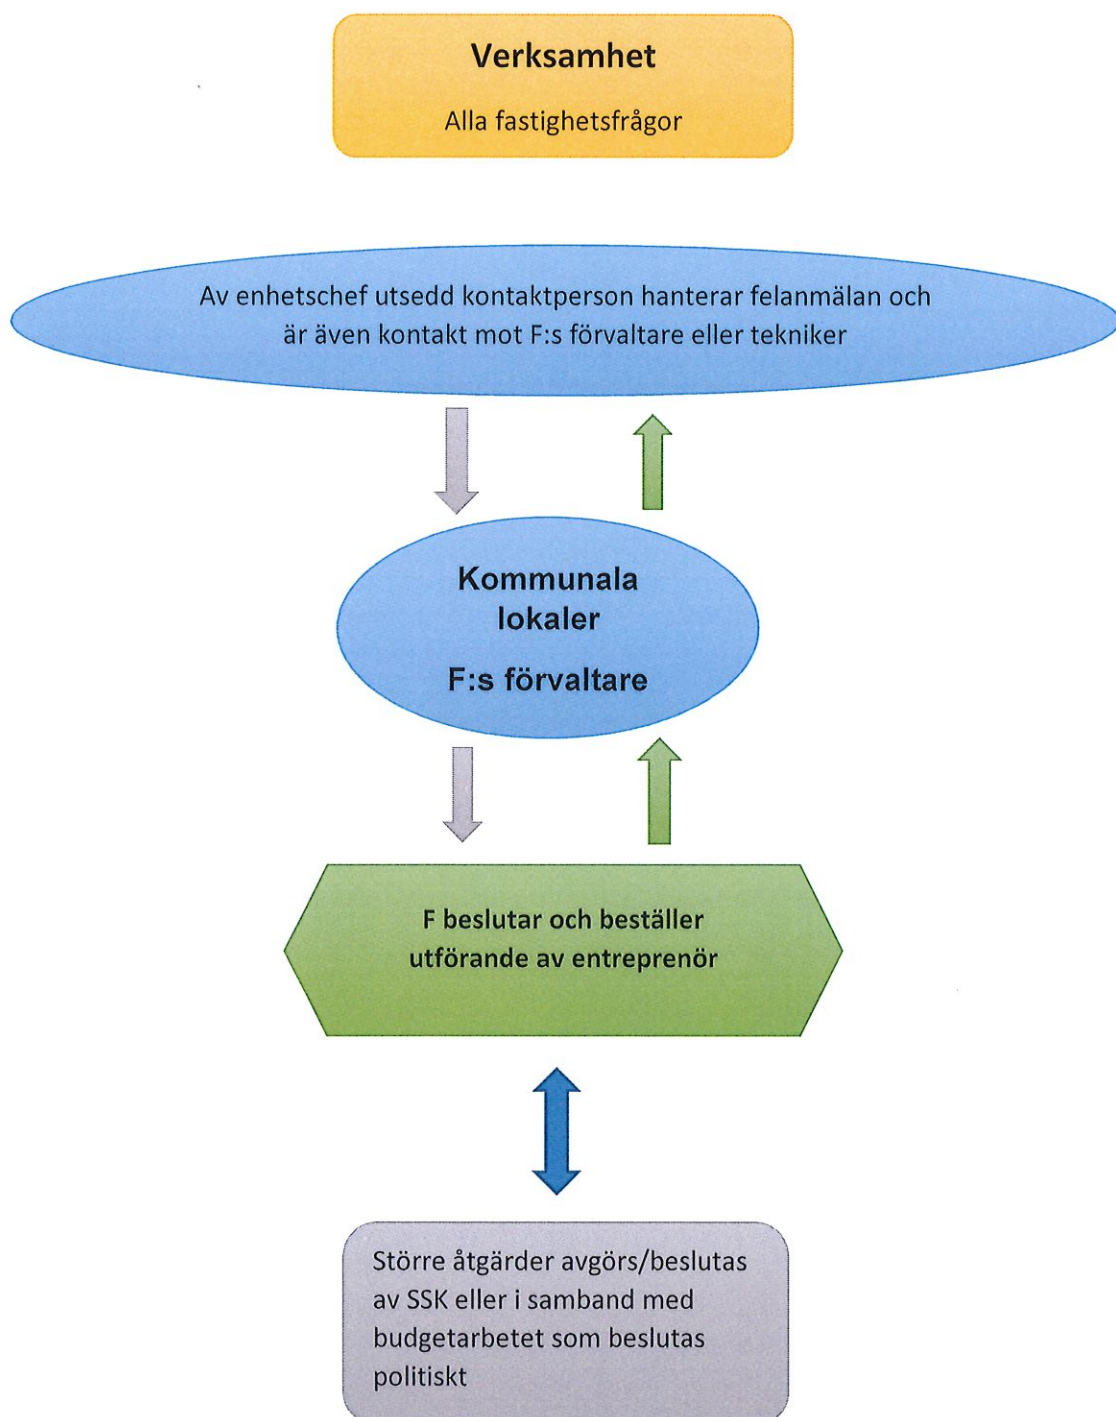 Verksamhet
Alla fastighetsfrågor
Av enhetschef utsedd kontaktperson hanterar felanmälan och
är även kontakt mot F:s förvaltare eller tekniker
Kommunala
lokaler
F:s förvaltare
F beslutar och beställer
utförande av entreprenör
Större åtgärder avgörs/beslutas
av SSK eller i samband med
budgetarbetet som beslutas
politiskt